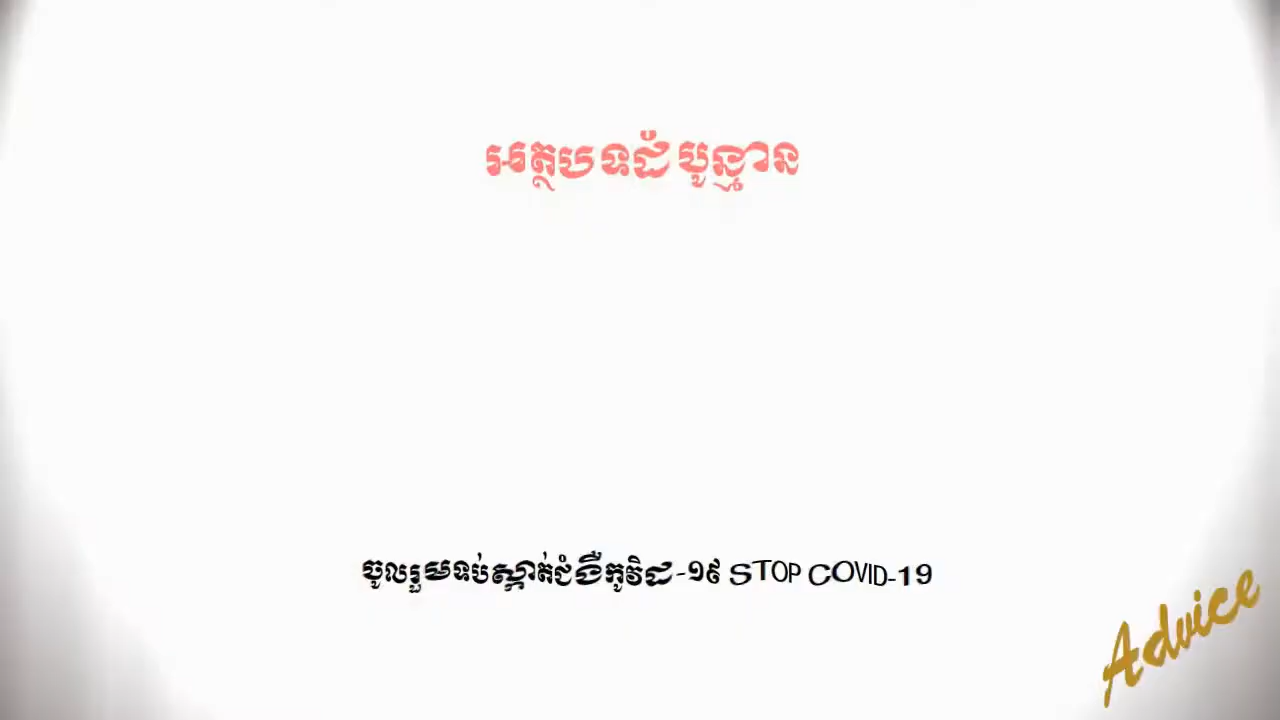 អត្ថបទដំបូន្មាន
ចូលរួមទប់ស្កាត់ជំងឺកូវិដ-១៩ STOP COVID-19
Advice